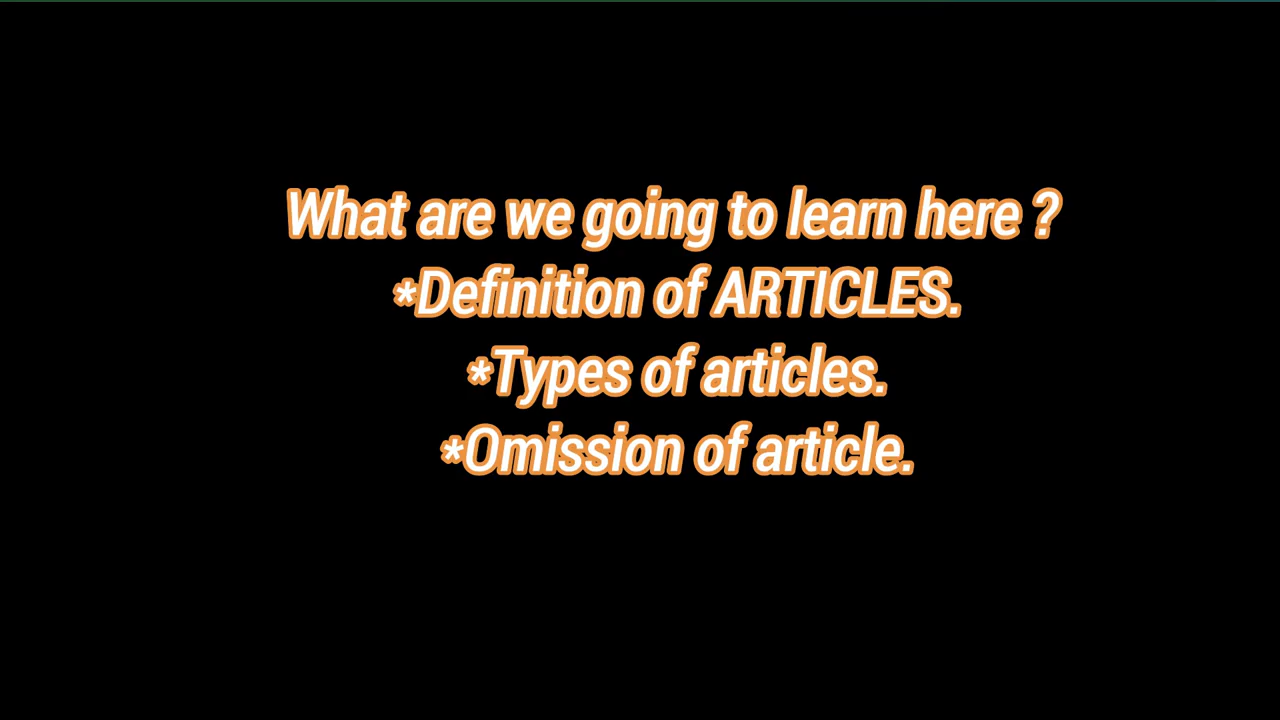 What are we going to learn here ?
*Definition of ARTICLES.
*Types of articles.
*Omission of article.